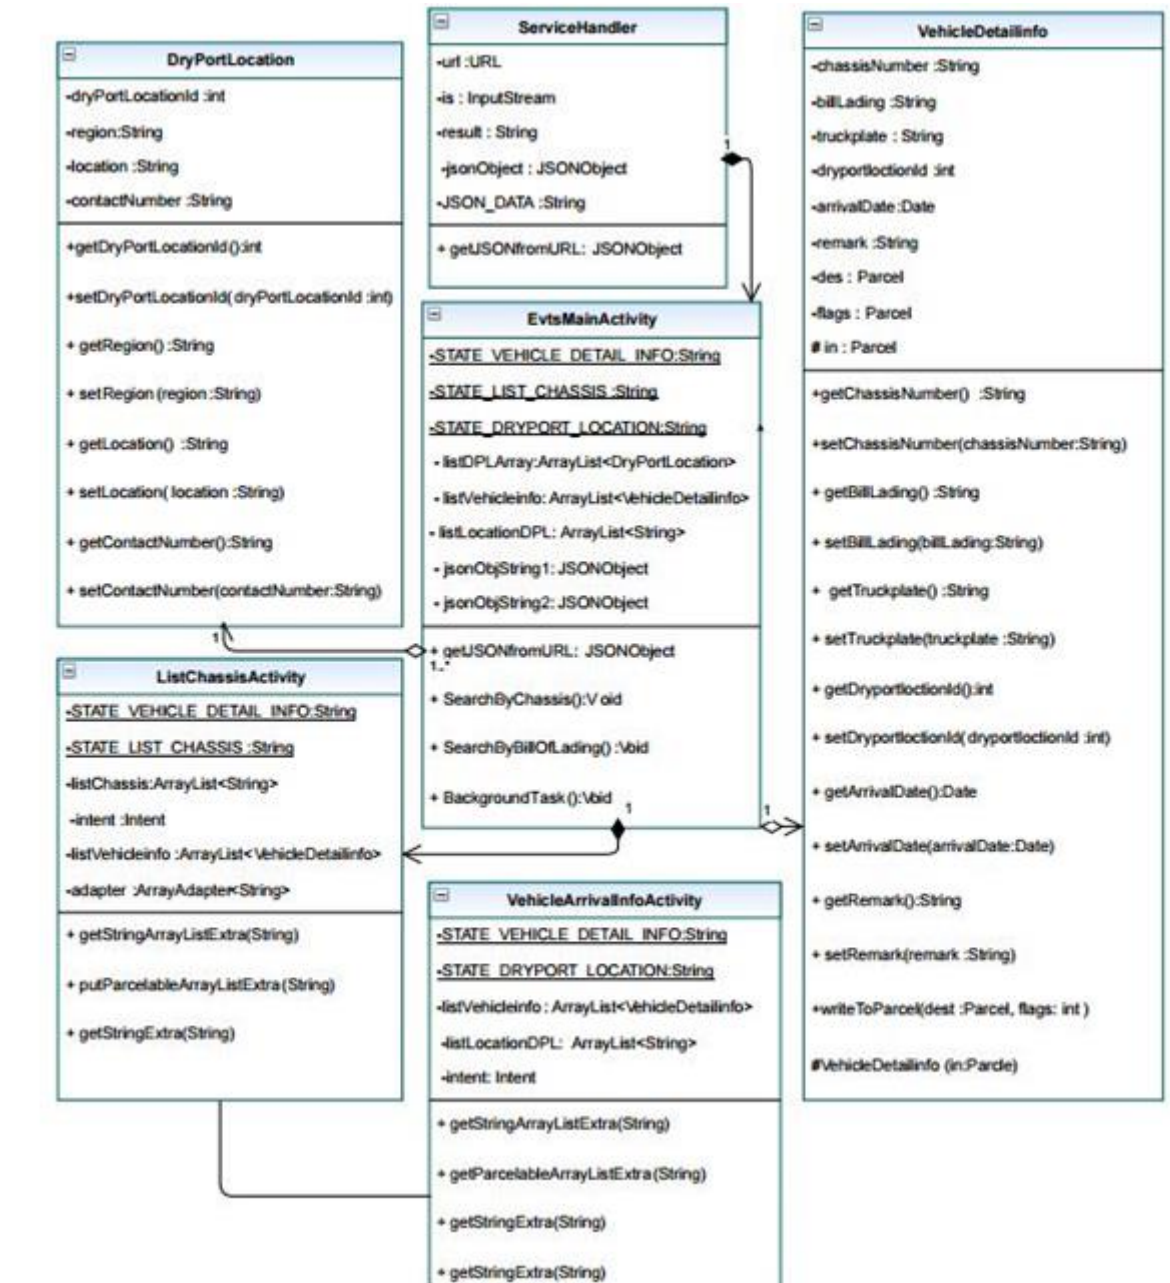 DryPortLocation
-dryPortLocationId :int
-region:String
-location :String
-contactNumber :String
+getDryPortLocationId():int
+setDryPortLocationId(dryPortLocationId :int)
+ getRegion() :String
+ setRegion (region :String)
+ getLocation() :String
+ setLocation( location :String)
+ getContactNumber():String
+ setContactNumber(contactNumber:String)
1
ServiceHandler
-url :URL
-is : InputStream
-result : String
-jsonObject : JSONObject
-JSON_DATA :String
+ getJSONfromURL: JSONObject
1
EvtsMainActivity
-STATE_VEHICLE_DETAIL_INFO:String
-STATE_LIST_CHASSIS :String
-STATE_DRYPORT_LOCATION:String
- listDPLArray:ArrayList<DryPortLocation>
- listVehicleinfo: ArrayList<VehicleDetailinfo>
- listLocationDPL: ArrayList<String>
- jsonObjString1: JSONObject
- jsonObjString2: JSONObject
+ getJSONfromURL: JSONObject
1..*
+ SearchByChassis():V oid
+ SearchByBillOfLading() :Void
+ BackgroundTask():Void
1
1
VehicleDetailinfo
-chassisNumber :String
-billLading :String
-truckplate : String
-dryportloctionId :int
-arrivalDate :Date
-remark :String
-des : Parcel
-flags : Parcel
# in : Parcel
+getChassisNumber() :String
+setChassisNumber(chassisNumber:String)
+ getBillLading() :String
+ setBillLading(billLading:String)
+ getTruckplate() :String
+ setTruckplate(truckplate :String)
+ getDryportloctionId():int
+ setDryportloctionId( dryportloctionId :int)
+ getArrivalDate():Date
+ setArrivalDate(arrivalDate:Date)
+ getRemark():String
+ setRemark(remark :String)
+writeToParcel(dest :Parcel, flags: int )
#VehicleDetailinfo (in:Parcle)
ListChassisActivity
-STATE_VEHICLE_DETAIL_INFO:String
-STATE_LIST_CHASSIS :String
-listChassis:ArrayList<String>
-intent :Intent
-listVehicleinfo :ArrayList<VehicleDetailinfo>
-adapter :ArrayAdapter<String>
+ getStringArrayListExtra(String)
+ putParcelableArrayListExtra(String)
+ getStringExtra(String)
VehicleArrivalInfoActivity
-STATE_VEHICLE_DETAIL_INFO:String
-STATE_DRYPORT_LOCATION:String
-listVehicleinfo : ArrayList<VehicleDetailinfo>
-listLocationDPL: ArrayList<String>
-intent: Intent
+ getStringArrayListExtra(String)
+ getParcelableArrayListExtra(String)
+ getStringExtra(String)
+ getStringExtra(String)